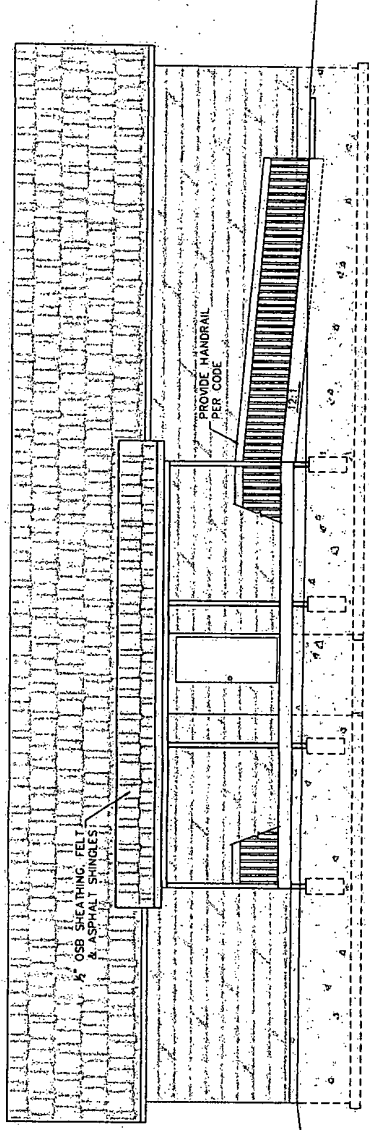 ½" OSB SHEATHING, FELT
& ASPHALT SHINGLES
PROVIDE HANDRAIL
PER CODE
12:1